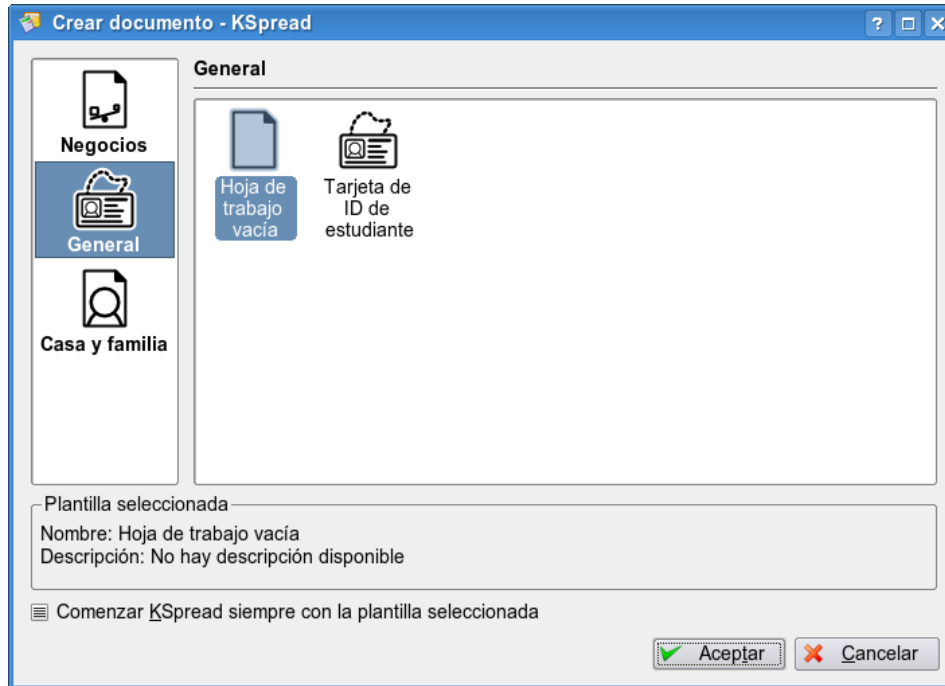 Crear documento - KSpread
General
Negocios
General
Casa y familia
Hoja de
trabajo
vacía
Tarjeta de
ID de
estudiante
Plantilla seleccionada
Nombre: Hoja de trabajo vacía
Descripción: No hay descripción disponible
Comenzar KSpread siempre con la plantilla seleccionada
Aceptar
Cancelar